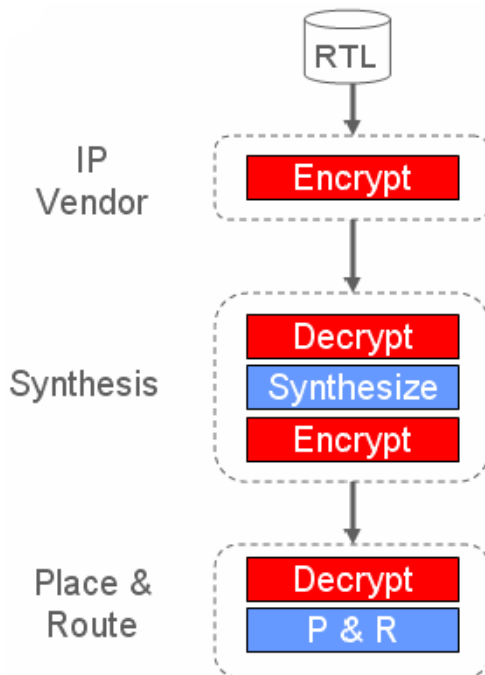 RTL
IP
Vendor
Encrypt
Synthesis
Decrypt
Synthesize
Encrypt
Place &
Route
Decrypt
P & R